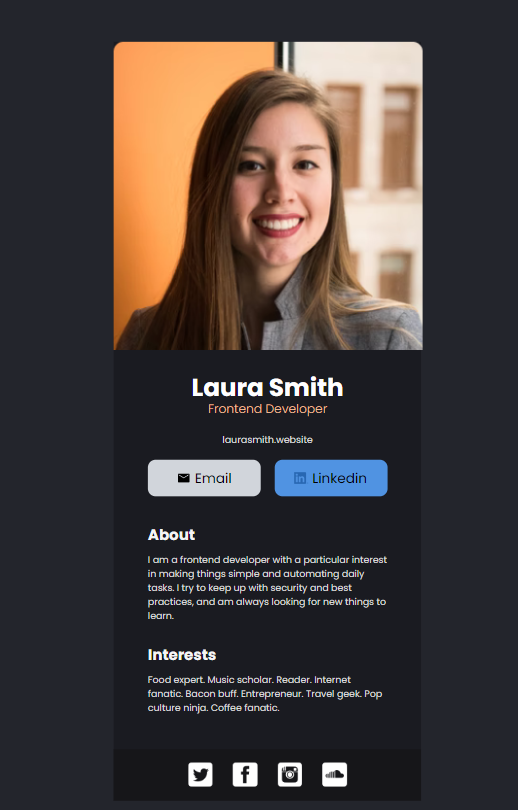 Laura Smith
Frontend Developer
laurasmith.website
Email
in Linkedin
About
I am a frontend developer with a particular interest
in making things simple and automating daily
tasks. I try to keep up with security and best
practices, and am always looking for new things to
learn.
Interests
Food expert. Music scholar. Reader. Internet
fanatic. Bacon buff. Entrepreneur. Travel geek. Pop
culture ninja. Coffee fanatic.